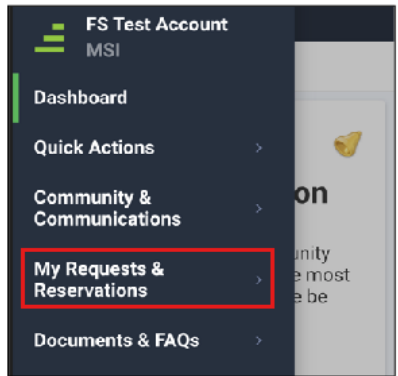 FS Test Account
MSI
Dashboard
Quick Actions
on
Community &
Communications
unity
e most
e be
My Requests &
Reservations
Documents & FAQs